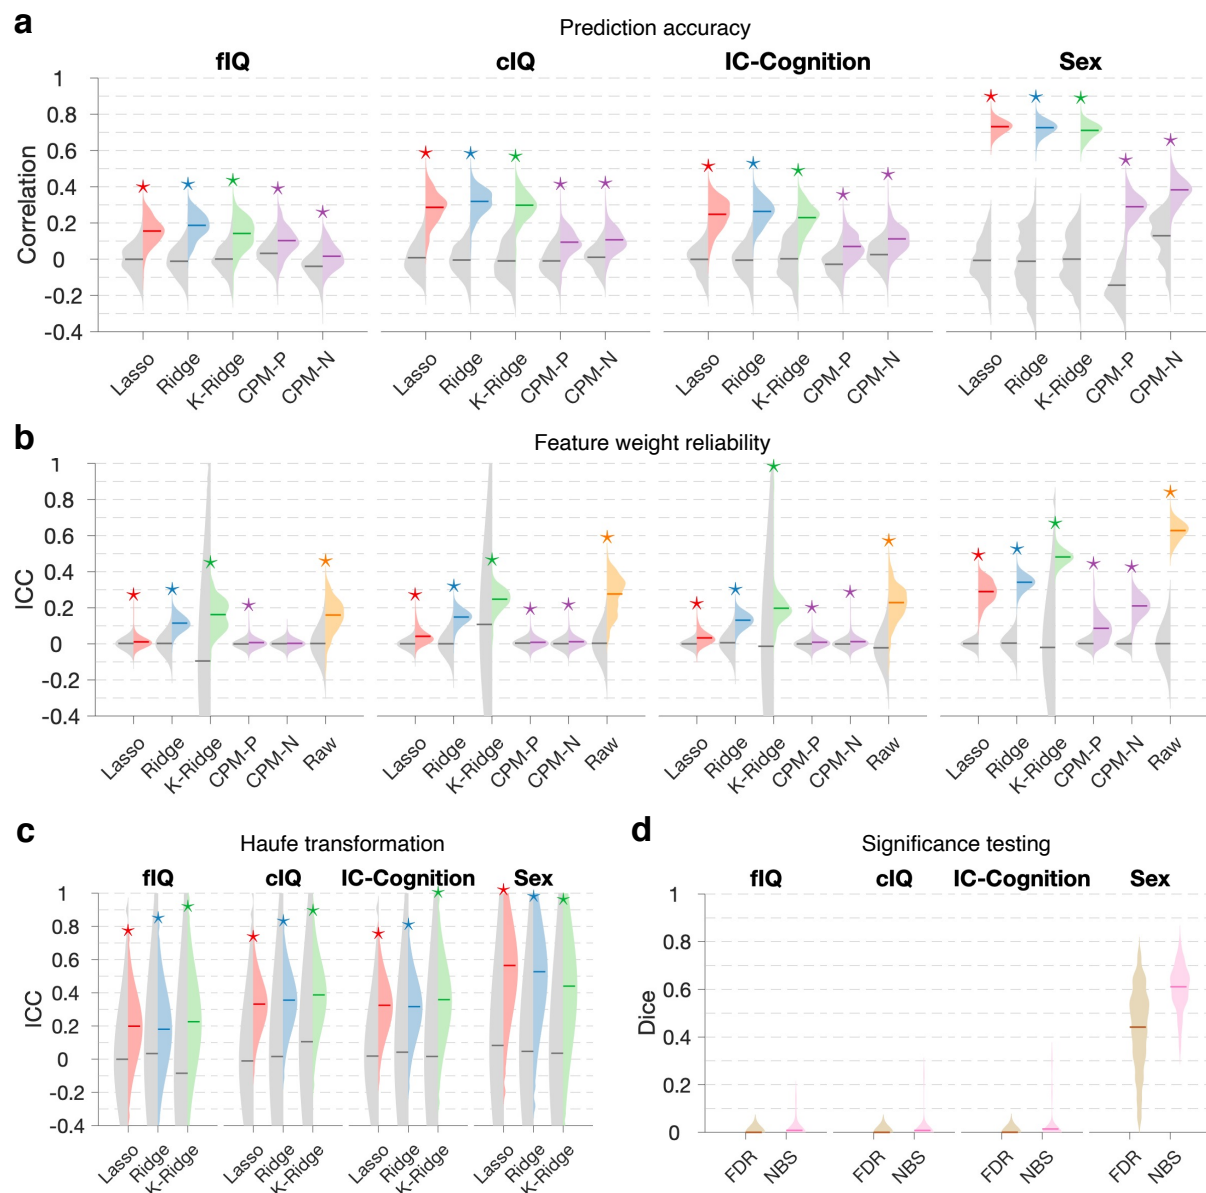 a
Prediction accuracy
fIQ cIQ IC-Cognition Sex
Correlation
1
0.8
0.6
0.4
0.2
0
-0.2
-0.4
Lasso Ridge K-Ridge CPM-P CPM-N Lasso Ridge K-Ridge CPM-P CPM-N Lasso Ridge K-Ridge CPM-P CPM-N Lasso Ridge K-Ridge CPM-P CPM-N
b
Feature weight reliability
ICC
1
0.8
0.6
0.4
0.2
0
-0.2
-0.4
Lasso Ridge K-Ridge CPM-P CPM-N Raw Lasso Ridge K-Ridge CPM-P CPM-N Raw Lasso Ridge K-Ridge CPM-P CPM-N Raw Lasso Ridge K-Ridge CPM-P CPM-N Raw
c
Haufe transformation
fIQ cIQ IC-Cognition Sex
ICC
1
0.8
0.6
0.4
0.2
0
-0.2
-0.4
Lasso Ridge K-Ridge Lasso Ridge K-Ridge Lasso Ridge K-Ridge Lasso Ridge K-Ridge
d
Significance testing
fIQ cIQ IC-Cognition Sex
Dice
1
0.8
0.6
0.4
0.2
0
FDR NBS FDR NBS FDR NBS FDR NBS